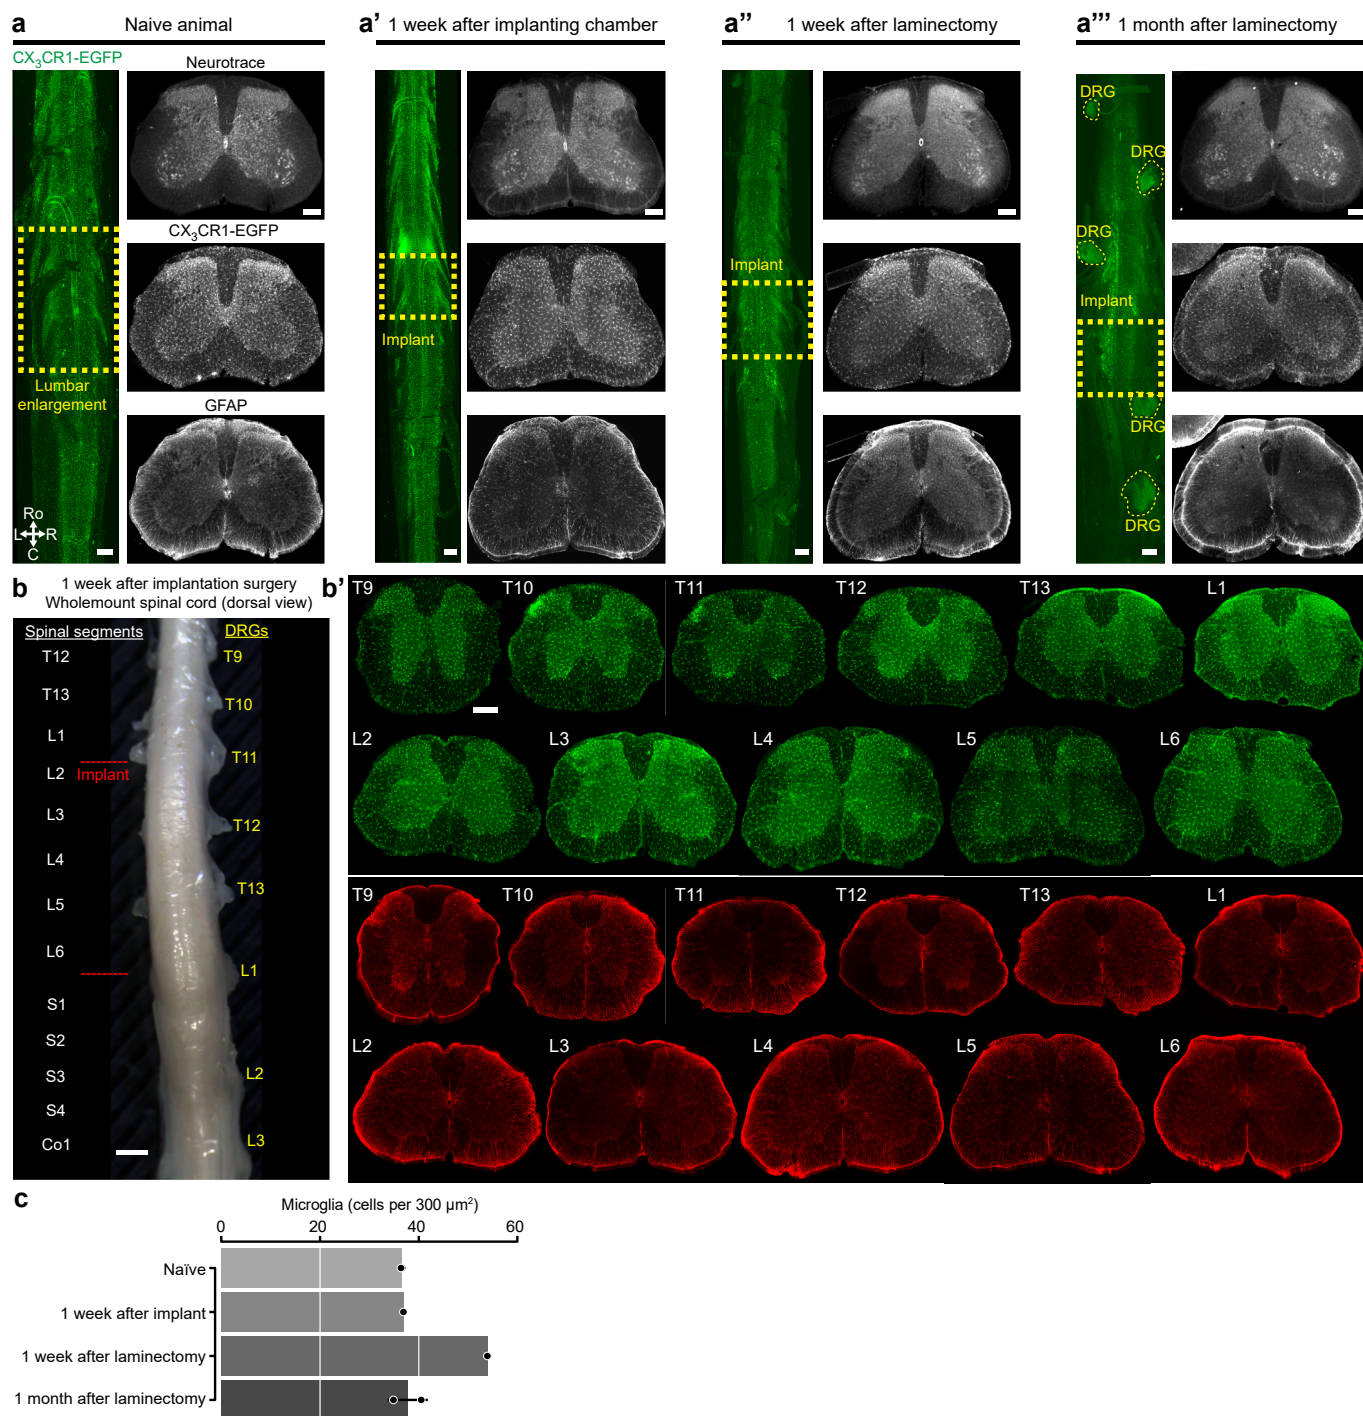 a
Naive animal
a'
1 week after implanting chamber
a''
1 week after laminectomy
a'''
1 month after laminectomy
CX3CR1-EGFP
Neurotrace
CX3CR1-EGFP
GFAP
Lumbar
enlargement
Ro
L
R
C
Implant
Implant
DRG
DRG
DRG
Implant
DRG
DRG
b
1 week after implantation surgery
Wholemount spinal cord (dorsal view)
Spinal segments
DRGs
T12
T13
L1
L2
Implant
L3
L4
L5
L6
S1
S2
S3
S4
Co1
T9
T10
T11
T12
T13
L1
L2
L3
b'
T9 T10 T11 T12 T13 L1
L2 L3 L4 L5 L6
T9 T10 T11 T12 T13 L1
L2 L3 L4 L5 L6
c
Microglia (cells per 300 µm²)
0 20 40 60
Naïve
1 week after implant
1 week after laminectomy
1 month after laminectomy